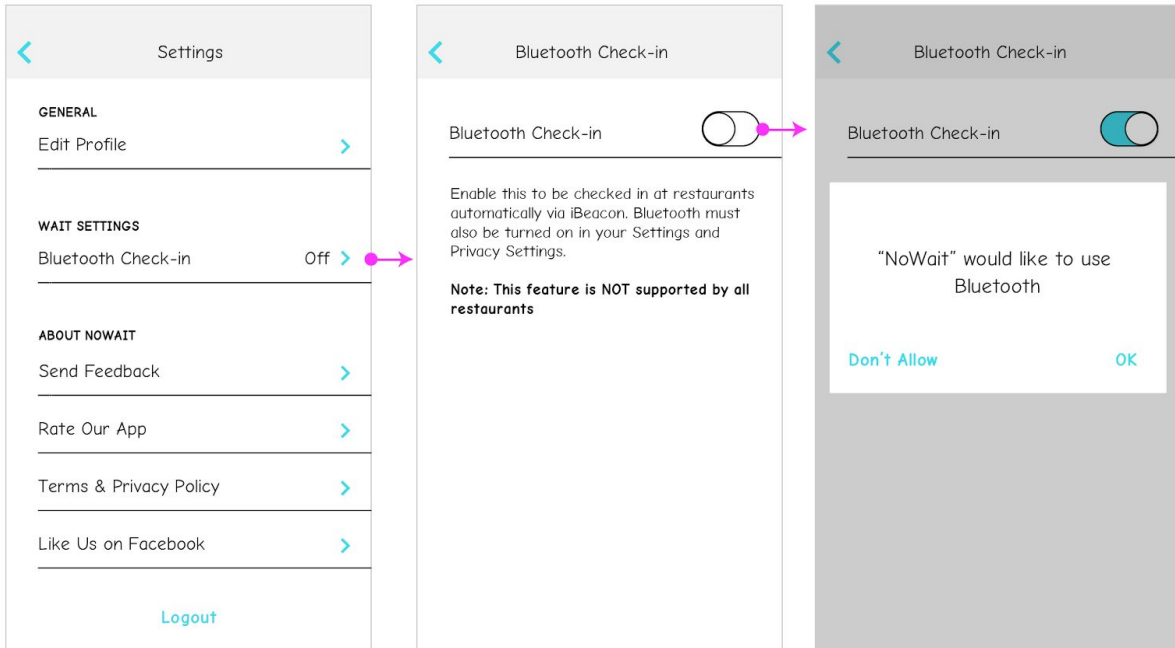 Settings
GENERAL
Edit Profile
WAIT SETTINGS
Bluetooth Check-in Off
ABOUT NOWAIT
Send Feedback
Rate Our App
Terms & Privacy Policy
Like Us on Facebook
Logout
Bluetooth Check-in
Bluetooth Check-in
Enable this to be checked in at restaurants
automatically via iBeacon. Bluetooth must
also be turned on in your Settings and
Privacy Settings.
Note: This feature is NOT supported by all
restaurants
Bluetooth Check-in
Bluetooth Check-in
“NoWait” would like to use
Bluetooth
Don't Allow OK